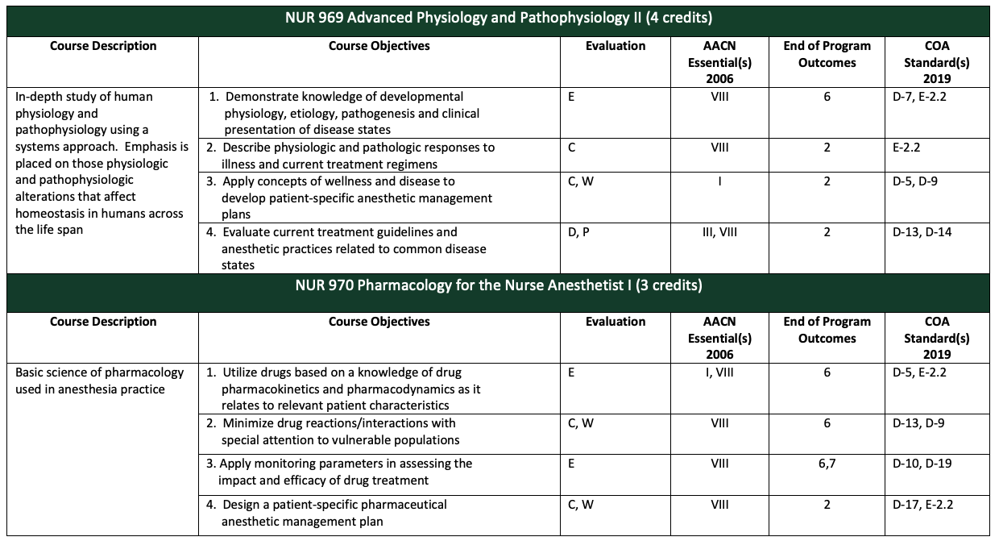 NUR 969 Advanced Physiology and Pathophysiology II (4 credits)
Course Description
Course Objectives
Evaluation
AACN
Essential(s)
2006
End of Program
Outcomes
COA
Standard(s)
2019
In-depth study of human
physiology and
pathophysiology using a
systems approach.  Emphasis is
placed on those physiologic
and pathophysiologic
alterations that affect
homeostasis in humans across
the life span
1. Demonstrate knowledge of developmental
physiology, etiology, pathogenesis and clinical
presentation of disease states
E
VIII
6
D-7, E-2.2
2. Describe physiologic and pathologic responses to
illness and current treatment regimens
C
VIII
2
E-2.2
3. Apply concepts of wellness and disease to
develop patient-specific anesthetic management
plans
C, W
I
2
D-5, D-9
4. Evaluate current treatment guidelines and
anesthetic practices related to common disease
states
D, P
III, VIII
2
D-13, D-14
NUR 970 Pharmacology for the Nurse Anesthetist I (3 credits)
Course Description
Course Objectives
Evaluation
AACN
Essential(s)
2006
End of Program
Outcomes
COA
Standard(s)
2019
Basic science of pharmacology
used in anesthesia practice
1. Utilize drugs based on a knowledge of drug
pharmacokinetics and pharmacodynamics as it
relates to relevant patient characteristics
E
I, VIII
6
D-5, E-2.2
2. Minimize drug reactions/interactions with
special attention to vulnerable populations
C, W
VIII
6
D-13, D-9
3. Apply monitoring parameters in assessing the
impact and efficacy of drug treatment
E
VIII
6,7
D-10, D-19
4. Design a patient-specific pharmaceutical
anesthetic management plan
C, W
VIII
2
D-17, E-2.2